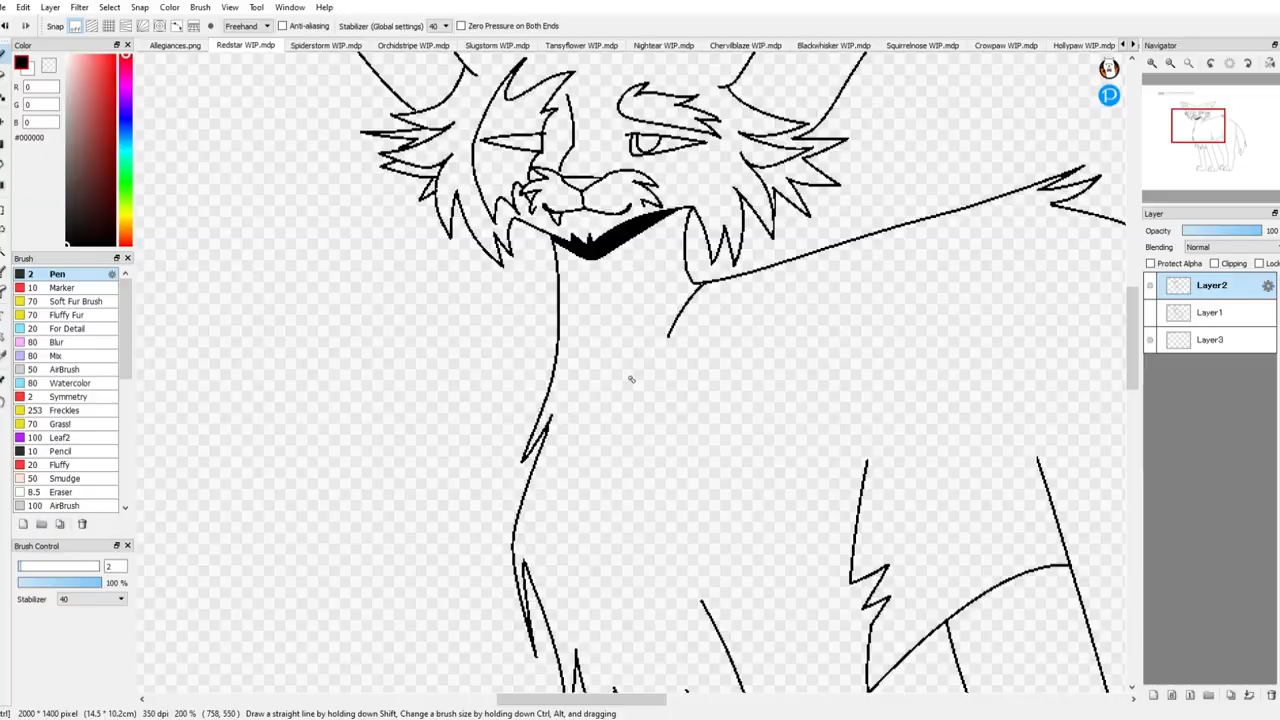 Edit Layer Filter Select Snap Color Brush View Tool Window Help
Snap off Freehand Anti-aliasing Stabilizer (Global settings) 40 Zero Pressure on Both Ends
Color
Allegiances.png Redstar WIP.mdp Spiderstorm WIP.mdp Orchidstripe WIP.mdp Slugstorm WIP.mdp Tansyflower WIP.mdp Nightear WIP.mdp Chervilblaze WIP.mdp Blackwhisker WIP.mdp Squirrelnose WIP.mdp Crowpaw WIP.mdp Hollypaw WIP.mdp
Navigator
R 0
G 0
B 0
#000000
Brush
2 Pen
10 Marker
70 Soft Fur Brush
70 Fluffy Fur
20 For Detail
80 Blur
80 Mix
50 AirBrush
80 Watercolor
2 Symmetry
253 Freckles
70 Grass!
100 Leaf2
10 Pencil
20 Fluffy
50 Smudge
8.5 Eraser
100 AirBrush
Brush Control
2
100 %
Stabilizer 40
Layer
Opacity 100
Blending Normal
Protect Alpha Clipping Lock
Layer2
Layer1
Layer3
ctrl] 2000 * 1400 pixel (14.5 * 10.2cm) 350 dpi 200 % ( 758, 550 ) Draw a straight line by holding down Shift, Change a brush size by holding down Ctrl, Alt, and dragging